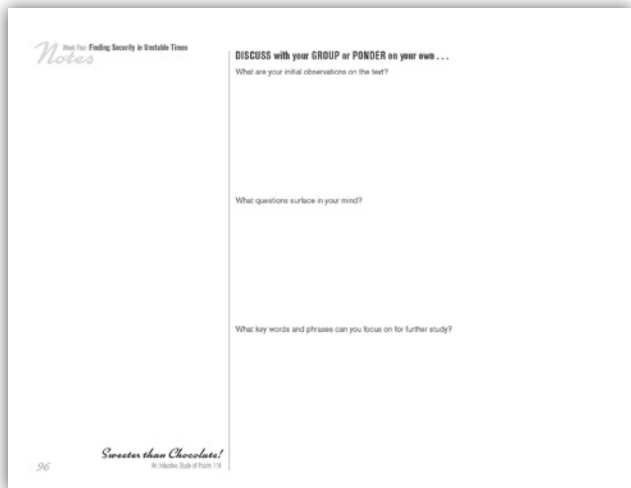 Week Five: Finding Security in Unstable Times
Notes
DISCUSS with your GROUP or PONDER on your own . . .
What are your initial observations on the text?
What questions surface in your mind?
What key words and phrases can you focus on for further study?
Sweeter than Chocolate!
An Inductive Study of Psalm 119
96